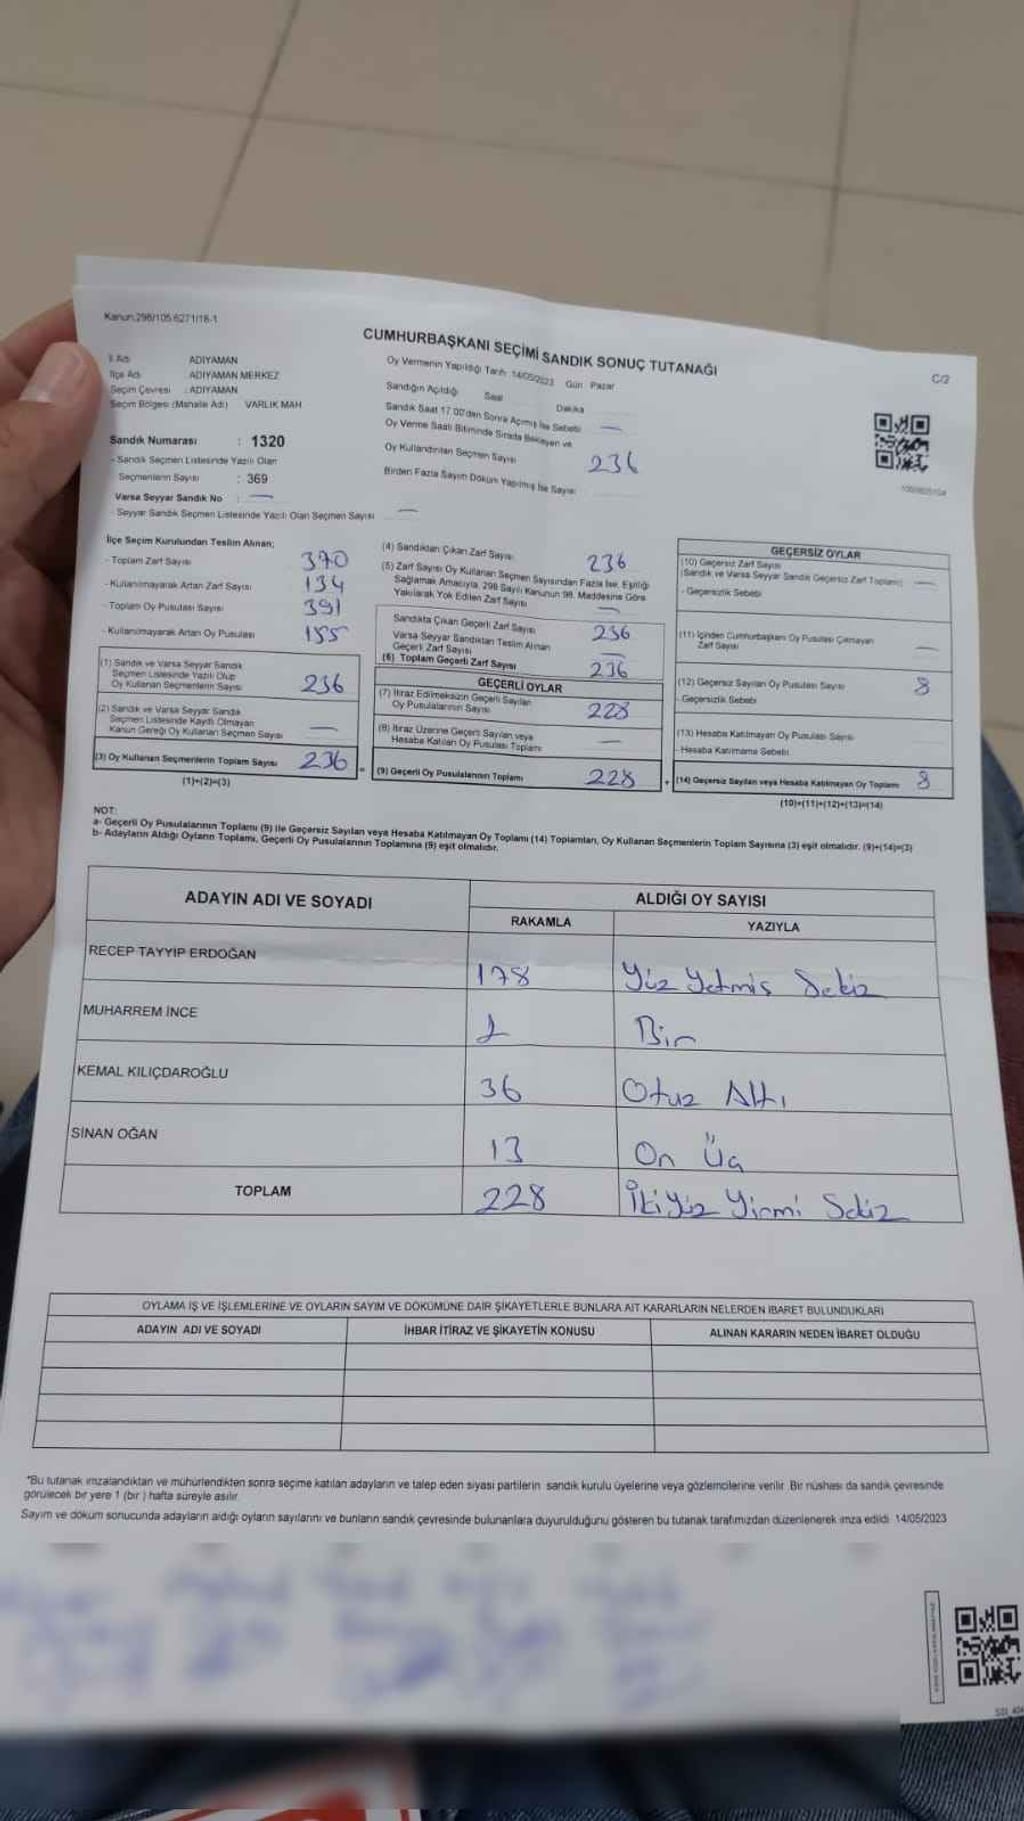 Kanun:298/105.6271/18-1
CUMHURBAŞKANI SEÇİMİ SANDIK SONUÇ TUTANAĞI
C/2
İl Adı ADIYAMAN
İlçe Adı ADIYAMAN MERKEZ
Seçim Çevresi : ADIYAMAN
Seçim Bölgesi (Mahalle Adı) VARLIK MAH
Sandık Numarası : 1320
- Sandık Seçmen Listesinde Yazılı Olan
Seçmenlerin Sayısı : 369
Varsa Seyyar Sandık No : —
- Seyyar Sandık Seçmen Listesinde Yazılı Olan Seçmen Sayısı —
Oy Vermenin Yapıldığı Tarih 14/05/2023 Gün Pazar
Sandığın Açıldığı Saat Dakika
Sandık Saat 17.00'den Sonra Açılmış İse Sebebi —
Oy Verme Saati Bitiminde Sırada Bekleyen ve
Oy Kullandırılan Seçmen Sayısı 236
Birden Fazla Sayım Döküm Yapılmış İse Sayısı
İlçe Seçim Kurulundan Teslim Alınan;
- Toplam Zarf Sayısı 370
- Kullanılmayarak Artan Zarf Sayısı 134
- Toplam Oy Pusulası Sayısı 391
- Kullanılmayarak Artan Oy Pusulası 155
(1) Sandık ve Varsa Seyyar Sandık
Seçmen Listesinde Yazılı Olup
Oy Kullanan Seçmenlerin Sayısı 236
(2) Sandık ve Varsa Seyyar Sandık
Seçmen Listesinde Kaydı Olmayan
Kanun Gereği Oy Kullanan Seçmen Sayısı —
(3) Oy Kullanan Seçmenlerin Toplam Sayısı 236
(1)+(2)=(3)
(4) Sandıktan Çıkan Zarf Sayısı 236
(5) Zarf Sayısı Oy Kullanan Seçmen Sayısından Fazla İse, Eşitliği
Sağlamak Amacıyla, 298 Sayılı Kanunun 98. Maddesine Göre
Yakılarak Yok Edilen Zarf Sayısı —
Sandıkta Çıkan Geçerli Zarf Sayısı 236
Varsa Seyyar Sandıktan Teslim Alınan
Geçerli Zarf Sayısı —
(6) Toplam Geçerli Zarf Sayısı 236
GEÇERLİ OYLAR
(7) İtiraz Edilmeksizin Geçerli Sayılan
Oy Pusulalarının Sayısı 228
(8) İtiraz Üzerine Geçerli Sayılan veya
Hesaba Katılan Oy Pusulası Toplamı —
= (9) Geçerli Oy Pusulalarının Toplamı 228
GEÇERSİZ OYLAR
(10) Geçersiz Zarf Sayısı
(Sandık ve Varsa Seyyar Sandık Geçersiz Zarf Toplamı) —
- Geçersizlik Sebebi
(11) İçinden Cumhurbaşkanı Oy Pusulası Çıkmayan
Zarf Sayısı —
(12) Geçersiz Sayılan Oy Pusulası Sayısı 8
- Geçersizlik Sebebi
(13) Hesaba Katılmayan Oy Pusulası Sayısı
- Hesaba Katılmama Sebebi
+ (14) Geçersiz Sayılan veya Hesaba Katılmayan Oy Toplamı 8
(10)+(11)+(12)+(13)=(14)
NOT:
a- Geçerli Oy Pusulalarının Toplamı (9) ile Geçersiz Sayılan veya Hesaba Katılmayan Oy Toplamı (14) Toplamları, Oy Kullanan Seçmenlerin Toplam Sayısına (3) eşit olmalıdır. (9)+(14)=(3)
b- Adayların Aldığı Oyların Toplamı, Geçerli Oy Pusulalarının Toplamına (9) eşit olmalıdır.
ADAYIN ADI VE SOYADI ALDIĞI OY SAYISI
RAKAMLA YAZIYLA
RECEP TAYYİP ERDOĞAN 178 Yüz Yetmiş Sekiz
MUHARREM İNCE 1 Bir
KEMAL KILIÇDAROĞLU 36 Otuz Altı
SİNAN OĞAN 13 On Üç
TOPLAM 228 İkiyüz Yirmi Sekiz
OYLAMA İŞ VE İŞLEMLERİNE VE OYLARIN SAYIM VE DÖKÜMÜNE DAİR ŞİKAYETLERLE BUNLARA AİT KARARLARIN NELERDEN İBARET BULUNDUKLARI
ADAYIN ADI VE SOYADI İHBAR İTİRAZ VE ŞİKAYETİN KONUSU ALINAN KARARIN NEDEN İBARET OLDUĞU
*Bu tutanak imzalandıktan ve mühürlendikten sonra seçime katılan adayların ve talep eden siyasi partilerin sandık kurulu üyelerine veya gözlemcilerine verilir. Bir nüshası da sandık çevresinde
görülecek bir yere 1 (bir) hafta süreyle asılır.
Sayım ve döküm sonucunda adayların aldığı oyların sayılarını ve bunların sandık çevresinde bulunanlara duyurulduğunu gösteren bu tutanak tarafımızdan düzenlenerek imza edildi. 14/05/2023